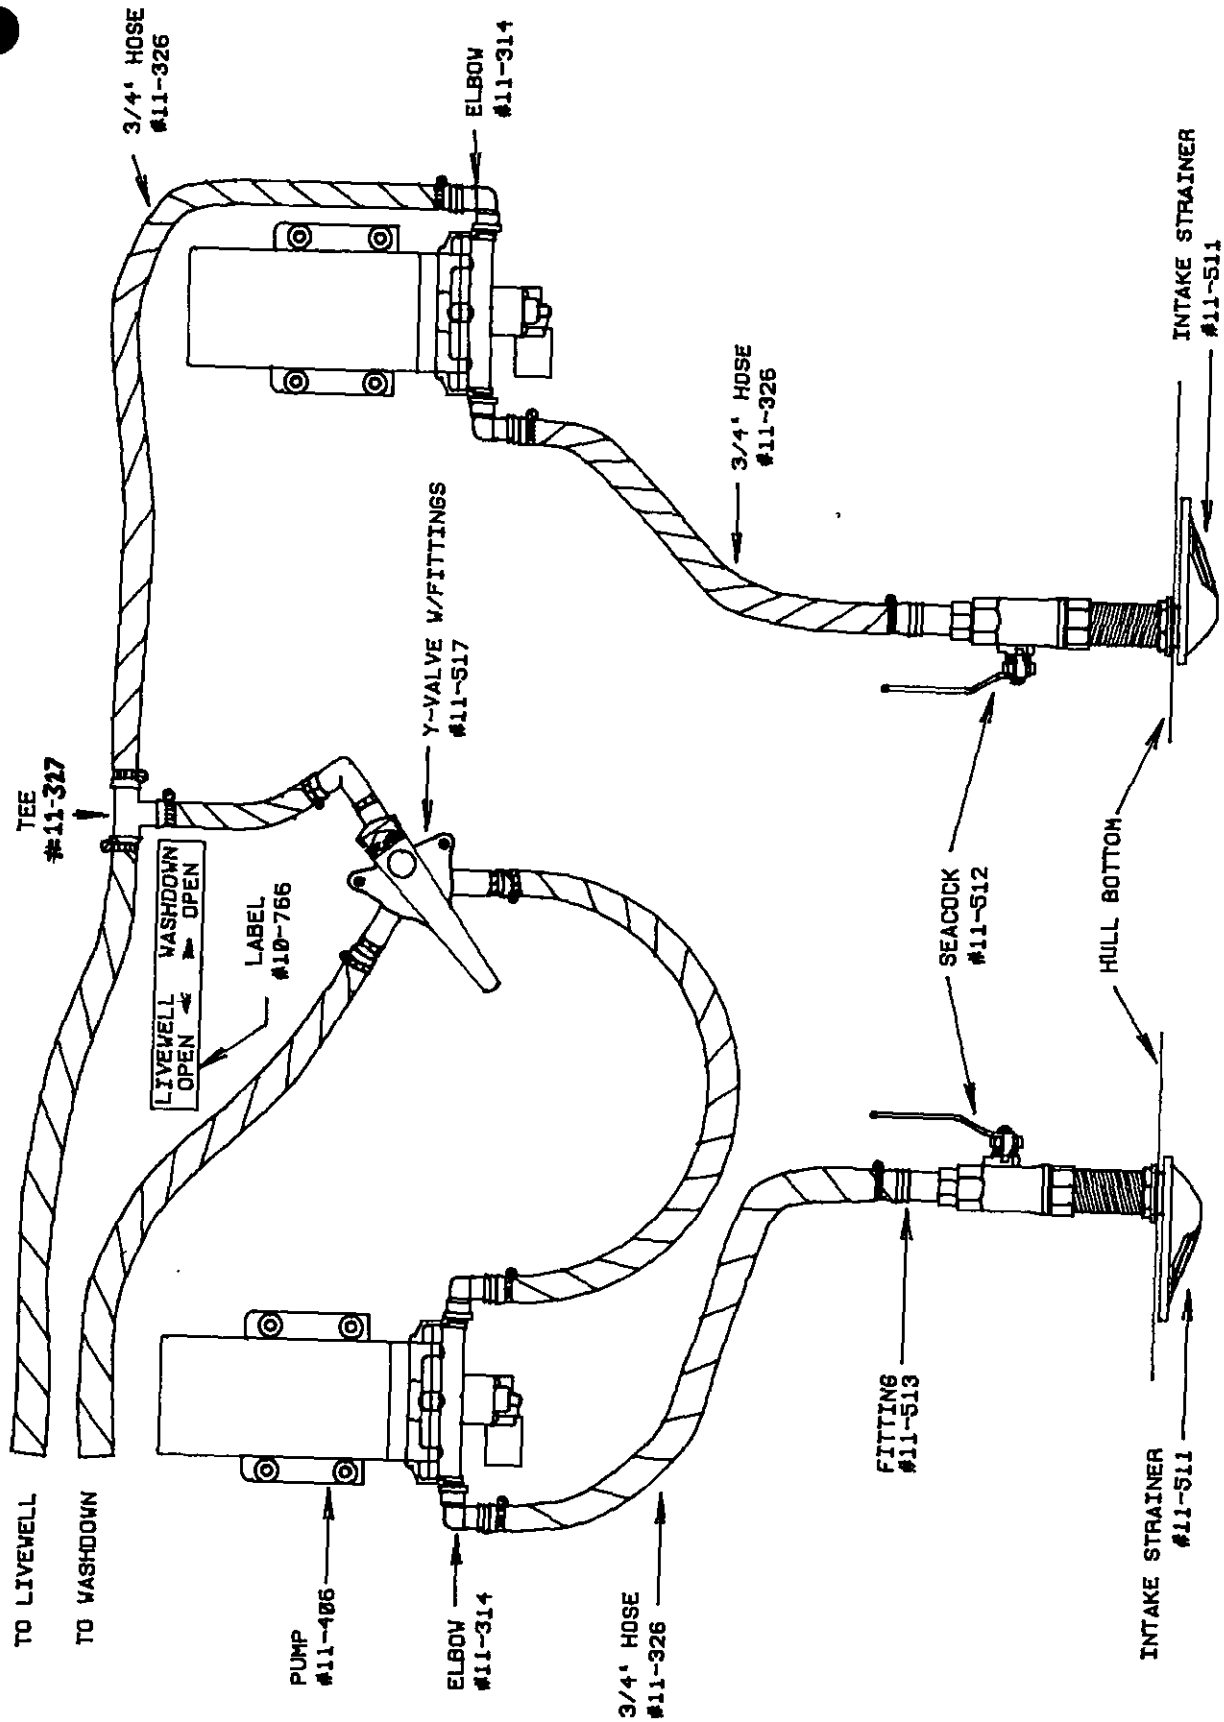 TO LIVEWELL
TO WASHDOWN
PUMP
#11-406
ELBOW
#11-314
3/4" HOSE
#11-326
INTAKE STRAINER
#11-511
FITTING
#11-513
LIVEWELL WASHDOWN
OPEN OPEN
LABEL
#10-766
TEE
#11-327
SEACOCK
#11-512
HULL BOTTOM
Y-VALVE W/FITTINGS
#11-517
3/4" HOSE
#11-326
3/4" HOSE
#11-326
ELBOW
#11-314
INTAKE STRAINER
#11-511